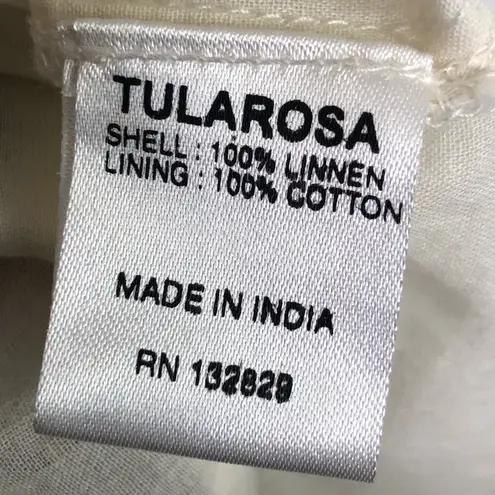 TULAROSA
SHELL : 100% LINNEN
LINING : 100% COTTON
MADE IN INDIA
RN 132829